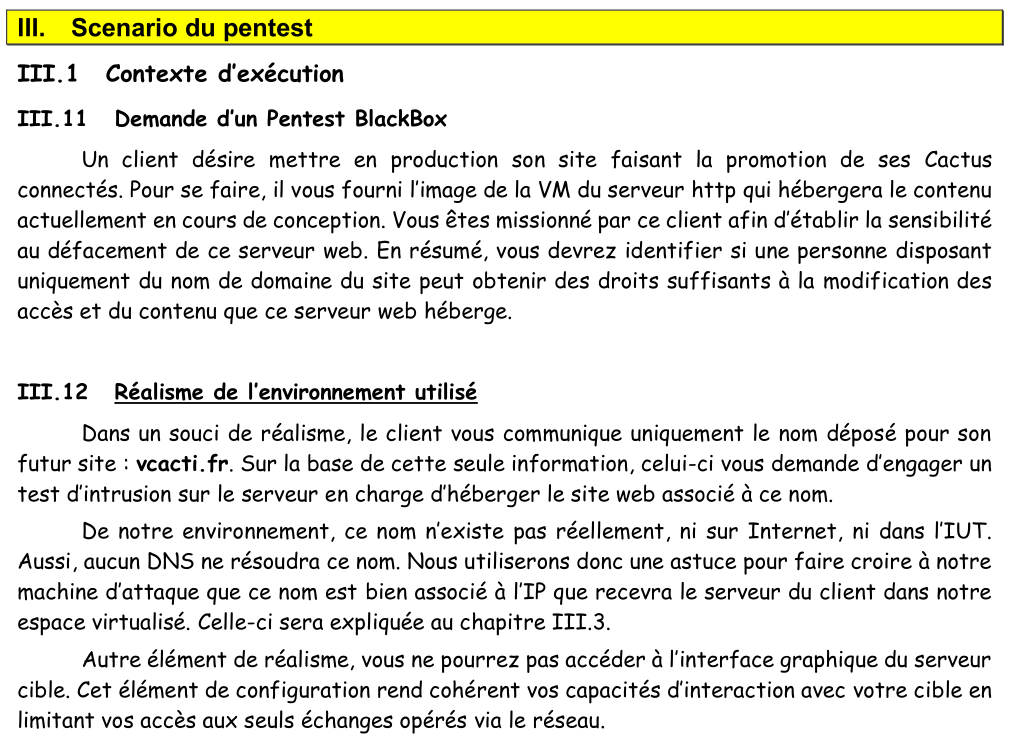 III. Scenario du pentest
III.1 Contexte d'exécution
III.11 Demande d'un Pentest BlackBox
Un client désire mettre en production son site faisant la promotion de ses Cactus
connectés. Pour se faire, il vous fourni l'image de la VM du serveur http qui hébergera le contenu
actuellement en cours de conception. Vous êtes missionné par ce client afin d'établir la sensibilité
au défacement de ce serveur web. En résumé, vous devrez identifier si une personne disposant
uniquement du nom de domaine du site peut obtenir des droits suffisants à la modification des
accès et du contenu que ce serveur web héberge.
III.12 Réalisme de l'environnement utilisé
Dans un souci de réalisme, le client vous communique uniquement le nom déposé pour son
futur site : vcacti.fr. Sur la base de cette seule information, celui-ci vous demande d'engager un
test d'intrusion sur le serveur en charge d'héberger le site web associé à ce nom.
De notre environnement, ce nom n'existe pas réellement, ni sur Internet, ni dans l'IUT.
Aussi, aucun DNS ne résoudra ce nom. Nous utiliserons donc une astuce pour faire croire à notre
machine d'attaque que ce nom est bien associé à l'IP que recevra le serveur du client dans notre
espace virtualisé. Celle-ci sera expliquée au chapitre III.3.
Autre élément de réalisme, vous ne pourrez pas accéder à l'interface graphique du serveur
cible. Cet élément de configuration rend cohérent vos capacités d'interaction avec votre cible en
limitant vos accès aux seuls échanges opérés via le réseau.